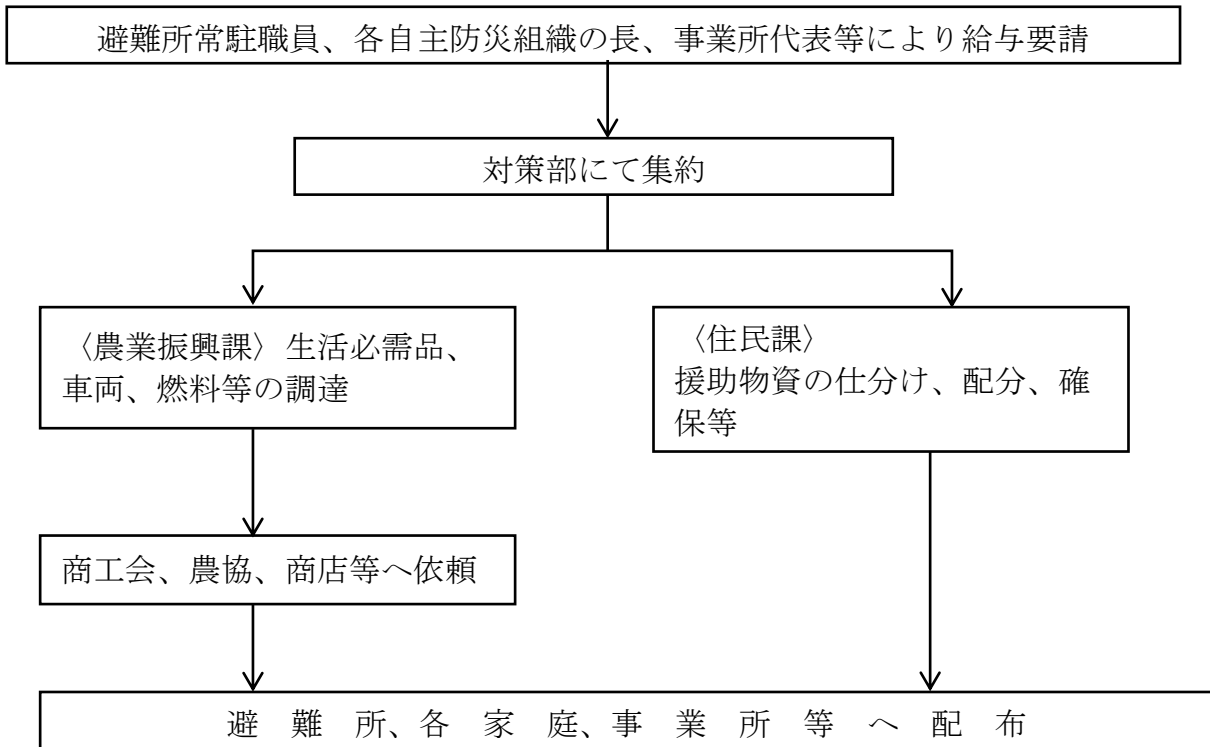 避難所常駐職員、各自主防災組織の長、事業所代表等により給与要請
対策部にて集約
〈農業振興課〉生活必需品、
車両、燃料等の調達
〈住民課〉
援助物資の仕分け、配分、確
保等
商工会、農協、商店等へ依頼
避 難 所、各 家 庭、事 業 所 等 へ 配 布